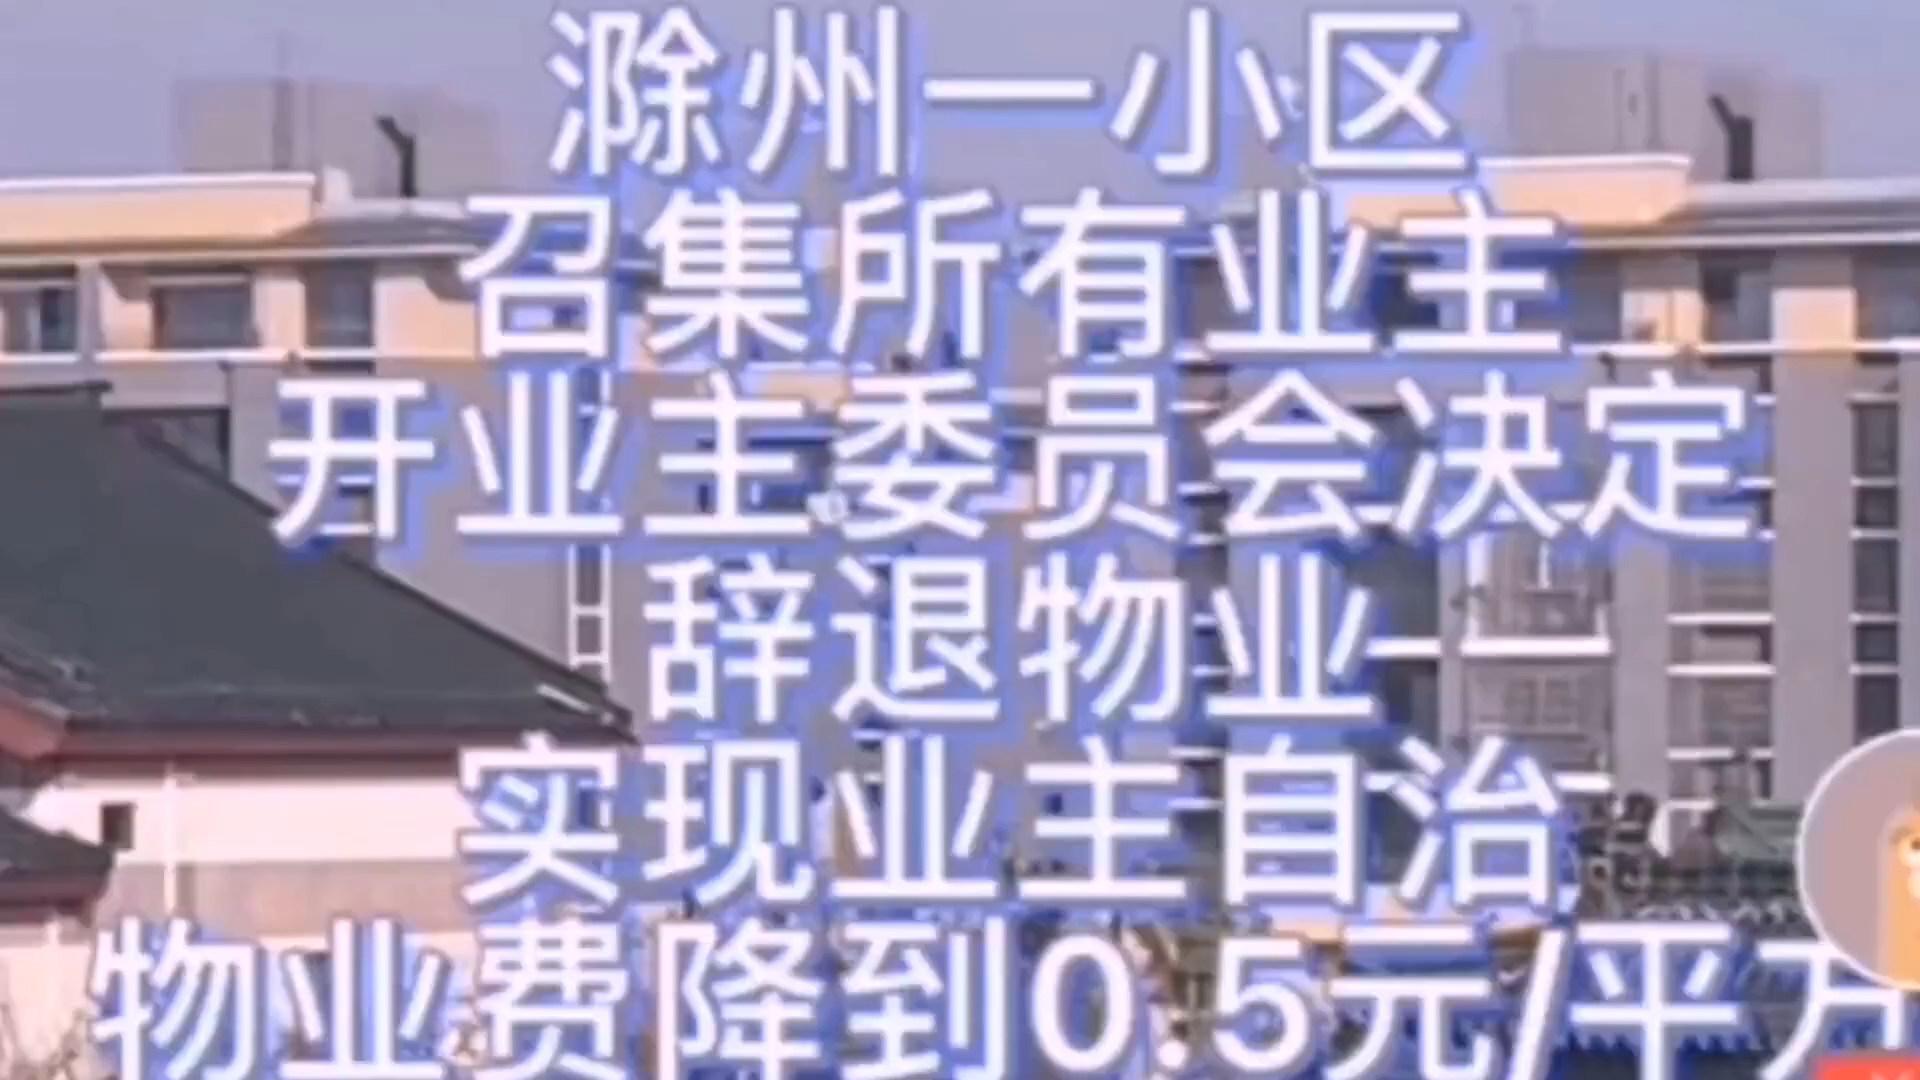 滁州一小区
召集所有业主
开业主委员会决定
辞退物业
实现业主自治
物业费降到0.5元/平方